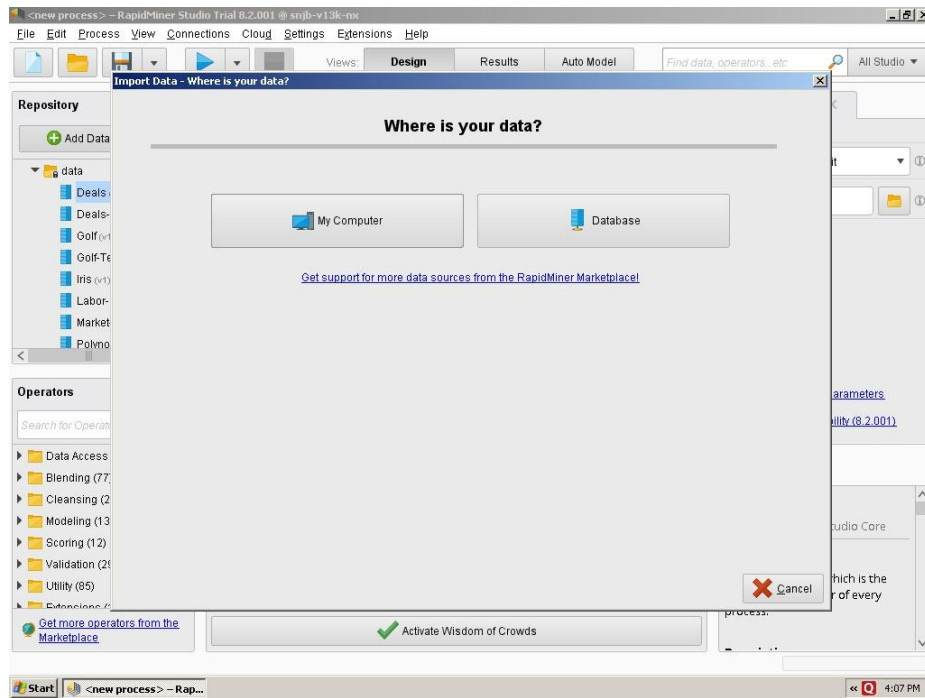 <new process> – RapidMiner Studio Trial 8.2.001 @ snjb-v13k-nx
File Edit Process View Connections Cloud Settings Extensions Help
Views: Design Results Auto Model Find data, operators...etc All Studio
Import Data - Where is your data?
Repository
Where is your data?
Add Data
data
Deals
Deals-
Golf (v1
Golf-Te
Iris (v1)
Labor-
Market
Polyno
My Computer
Database
Get support for more data sources from the RapidMiner Marketplace!
Operators
Search for Operat
Data Access
Blending (77)
Cleansing (2
Modeling (13
Scoring (12)
Validation (29
Utility (85)
Extensions (
Get more operators from the
Marketplace
it
arameters
ility (8.2.001)
tudio Core
hich is the
r of every
process.
Cancel
Activate Wisdom of Crowds
Start
<new process> – Rap...
4:07 PM